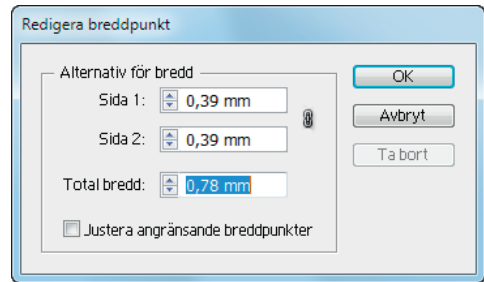 Redigera breddpunkt
Alternativ för bredd
Sida 1: 0,39 mm
Sida 2: 0,39 mm
Total bredd: 0,78 mm
Justera angränsande breddpunkter
OK
Avbryt
Ta bort